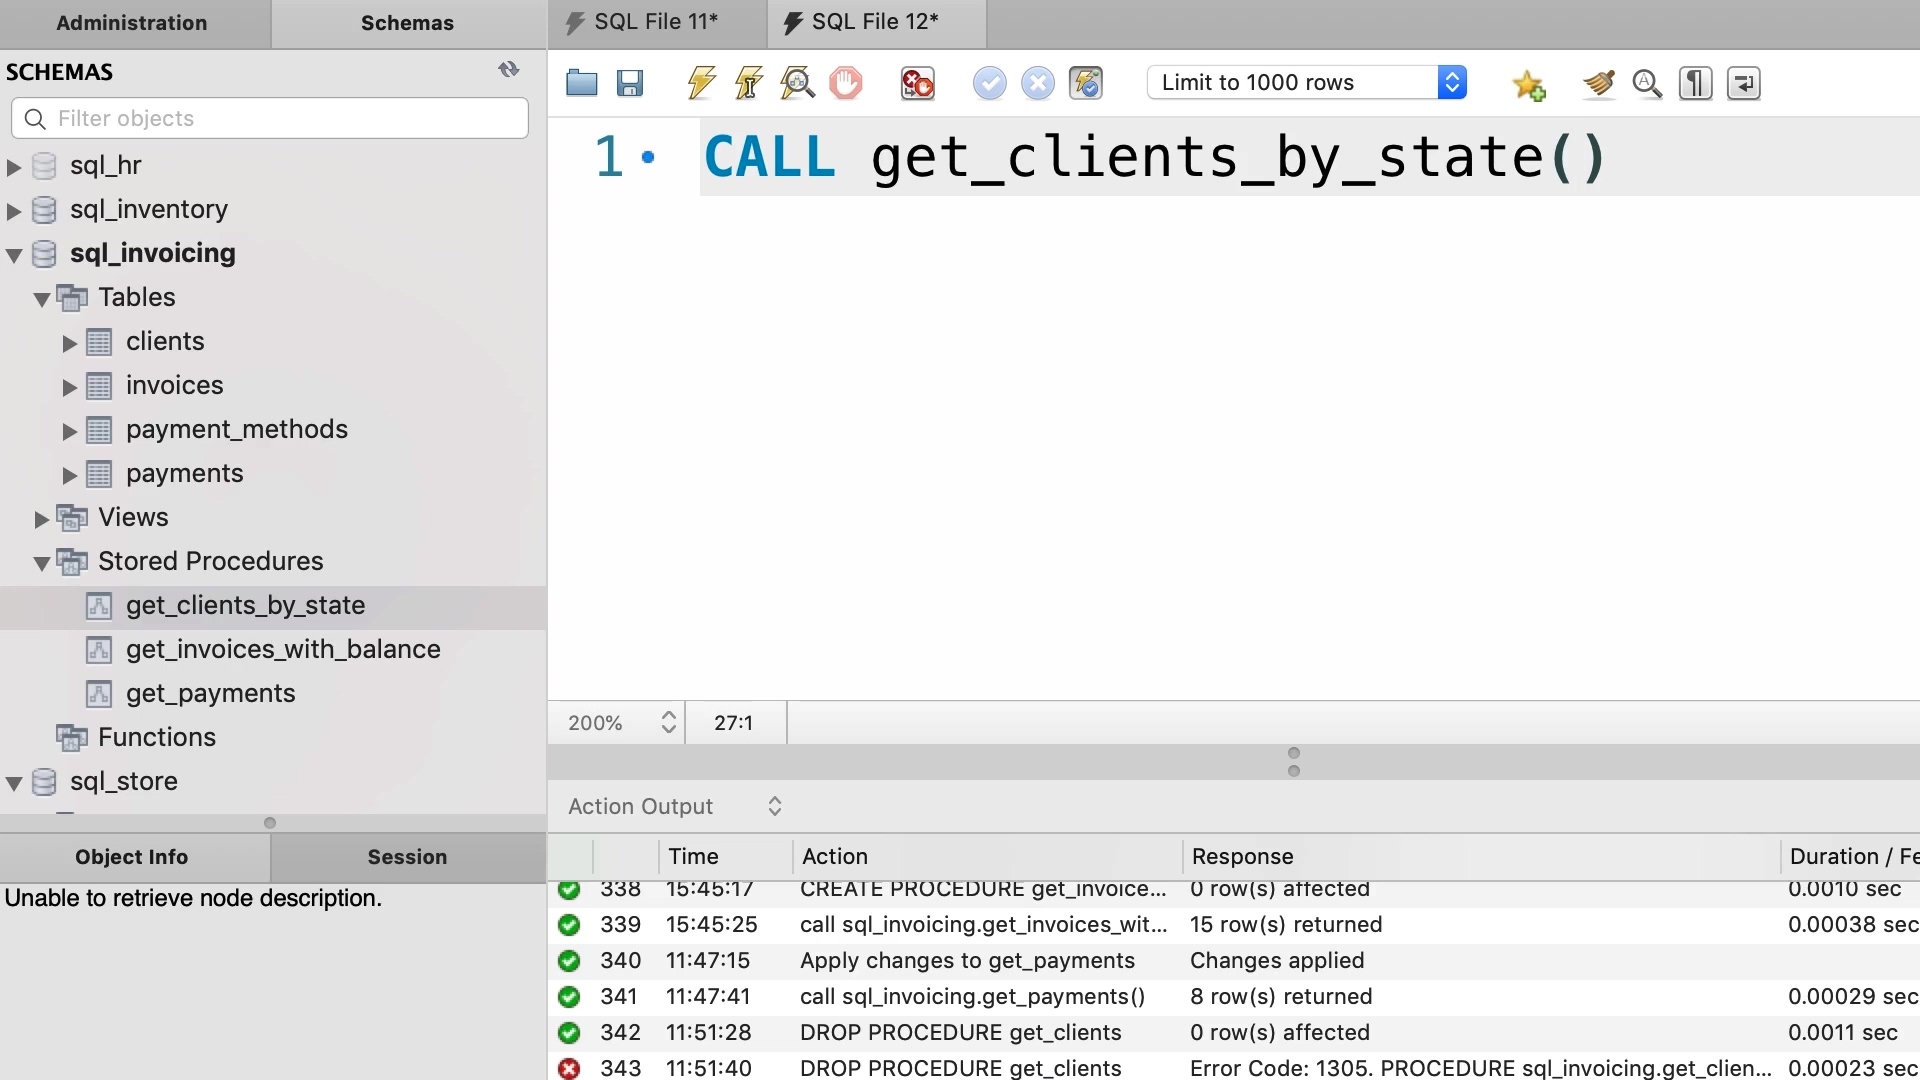 Administration Schemas
SQL File 11* SQL File 12*
SCHEMAS
Limit to 1000 rows
Filter objects
1 CALL get_clients_by_state()
sql_hr
sql_inventory
sql_invoicing
Tables
clients
invoices
payment_methods
payments
Views
Stored Procedures
get_clients_by_state
get_invoices_with_balance
get_payments
Functions
sql_store
200% 27:1
Action Output
Object Info Session
Unable to retrieve node description.
Time Action Response Duration / Fe
338 15:45:17 CREATE PROCEDURE get_invoice... 0 row(s) affected 0.0010 sec
339 15:45:25 call sql_invoicing.get_invoices_wit... 15 row(s) returned 0.00038 sec
340 11:47:15 Apply changes to get_payments Changes applied
341 11:47:41 call sql_invoicing.get_payments() 8 row(s) returned 0.00029 sec
342 11:51:28 DROP PROCEDURE get_clients 0 row(s) affected 0.0011 sec
343 11:51:40 DROP PROCEDURE get_clients Error Code: 1305. PROCEDURE sql_invoicing.get_clien... 0.00023 sec